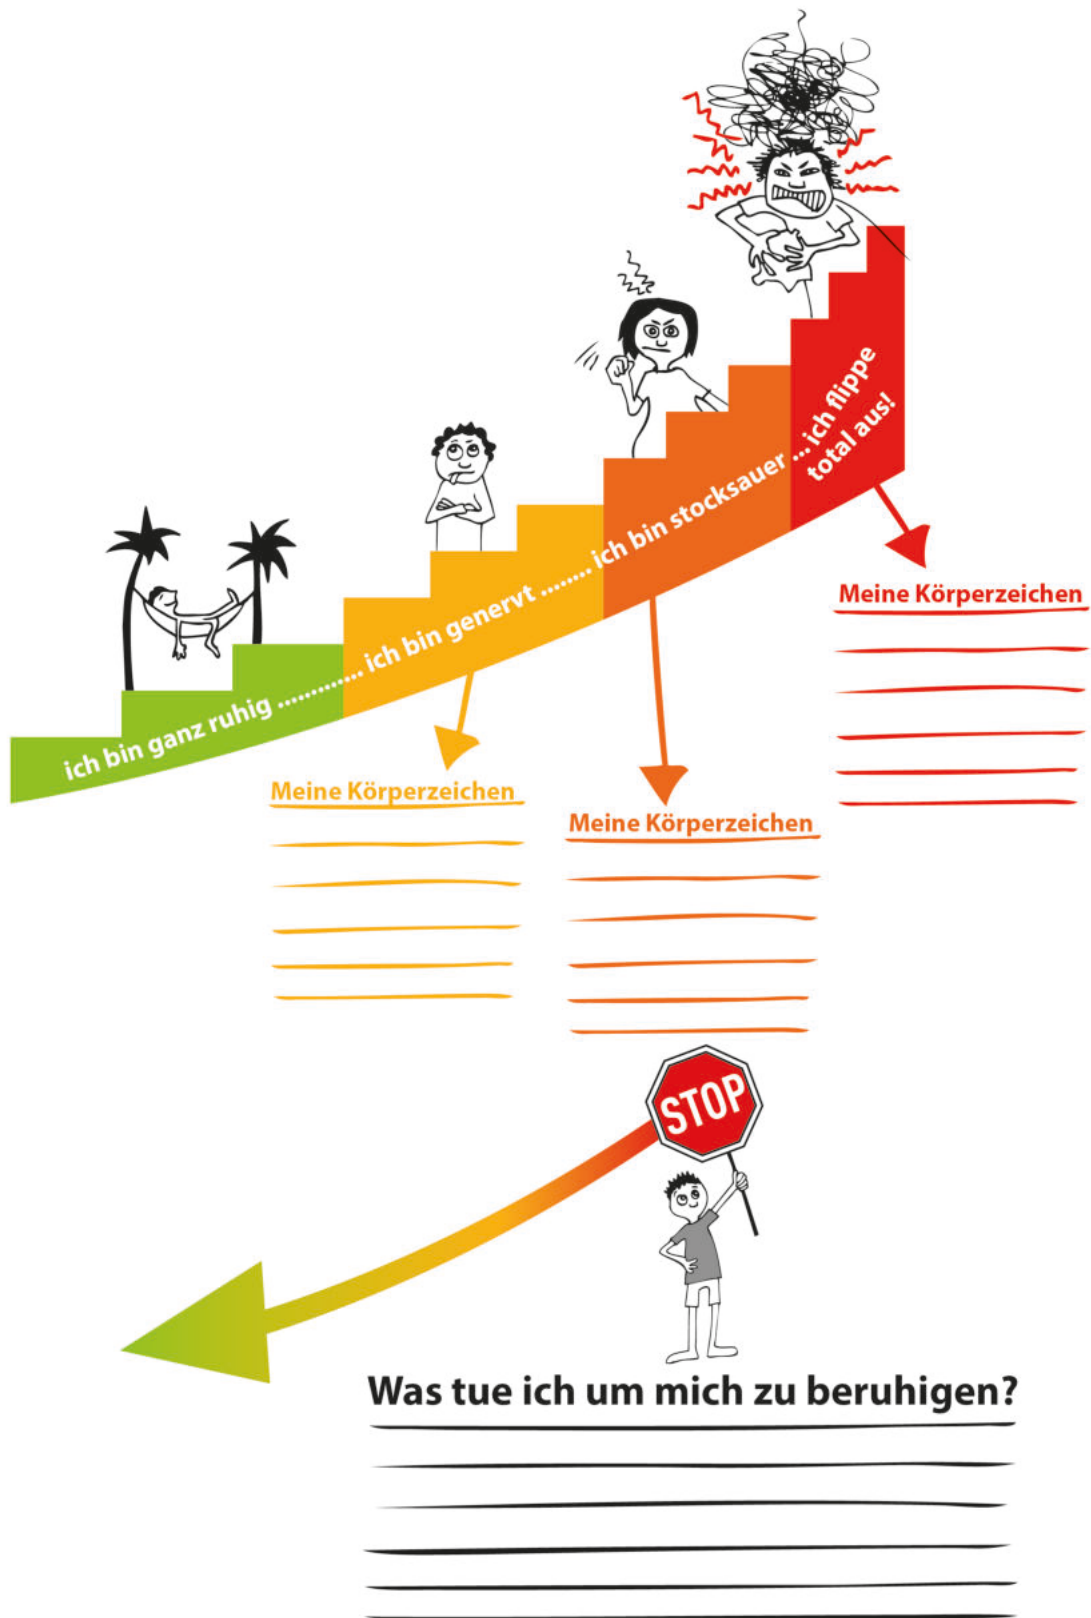 ich bin ganz ruhig ............. ich bin genervt ........ ich bin stocksauer ... ich flippe
total aus!
Meine Körperzeichen
Meine Körperzeichen
Meine Körperzeichen
STOP
Was tue ich um mich zu beruhigen?